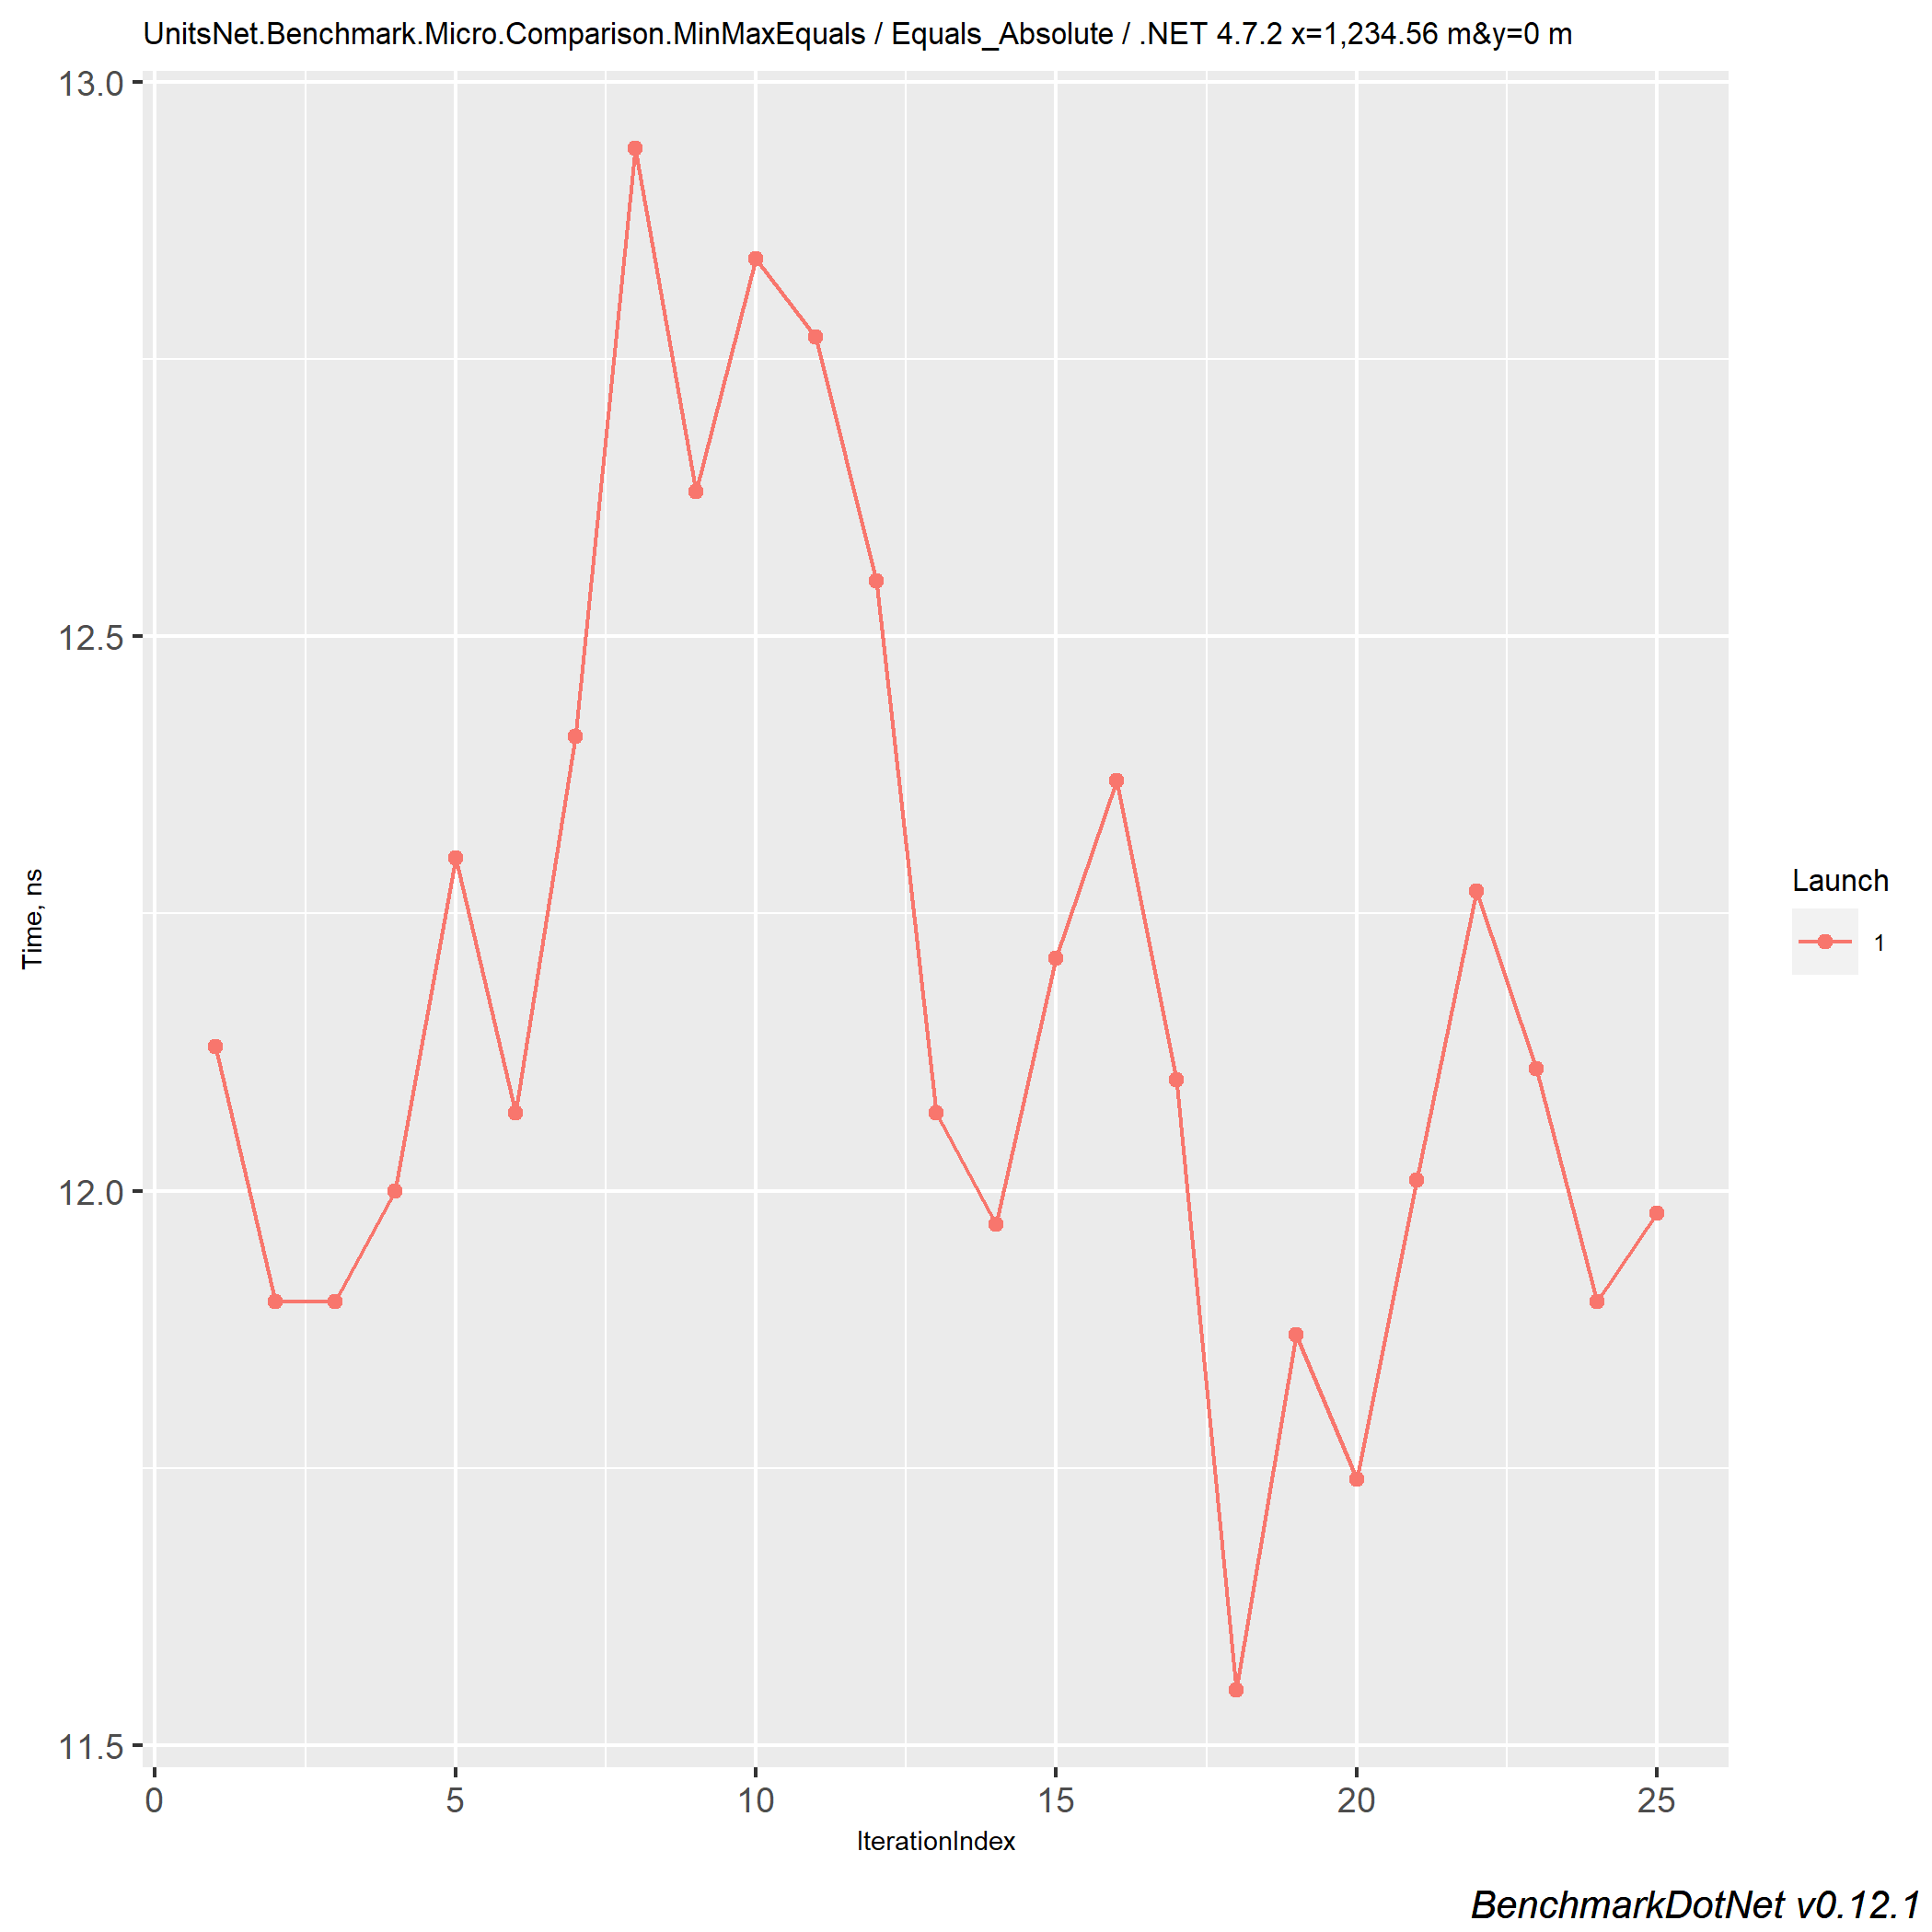 UnitsNet.Benchmark.Micro.Comparison.MinMaxEquals / Equals_Absolute / .NET 4.7.2 x=1,234.56 m&y=0 m
13.0
12.5
12.0
11.5
Time, ns
0 5 10 15 20 25
IterationIndex
Launch
1
BenchmarkDotNet v0.12.1